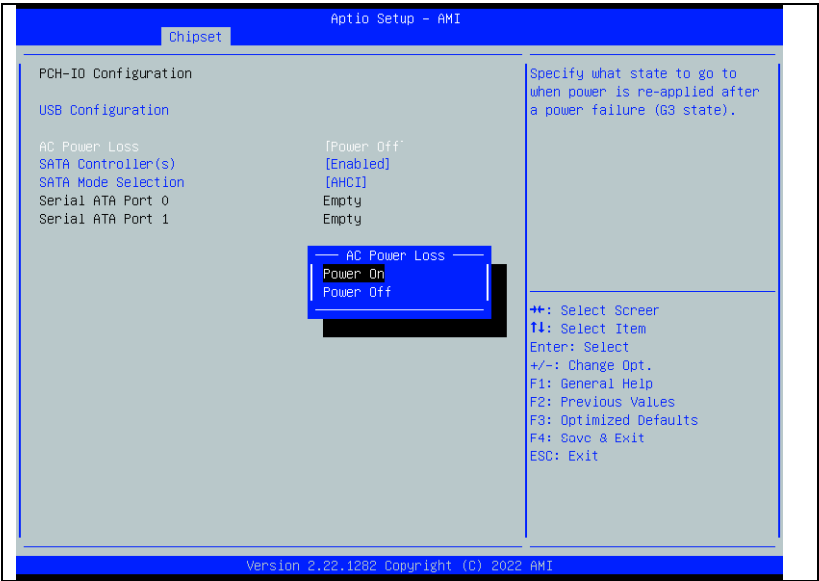 Aptio Setup – AMI
Chipset
PCH-IO Configuration
USB Configuration
AC Power Loss [Power Off]
SATA Controller(s) [Enabled]
SATA Mode Selection [AHCI]
Serial ATA Port 0 Empty
Serial ATA Port 1 Empty
AC Power Loss
Power On
Power Off
Specify what state to go to
when power is re-applied after
a power failure (G3 state).
→←: Select Screer
↑↓: Select Item
Enter: Select
+/-: Change Opt.
F1: General Help
F2: Previous Values
F3: Optimized Defaults
F4: Save & Exit
ESC: Exit
Version 2.22.1282 Copyright (C) 2022 AMI